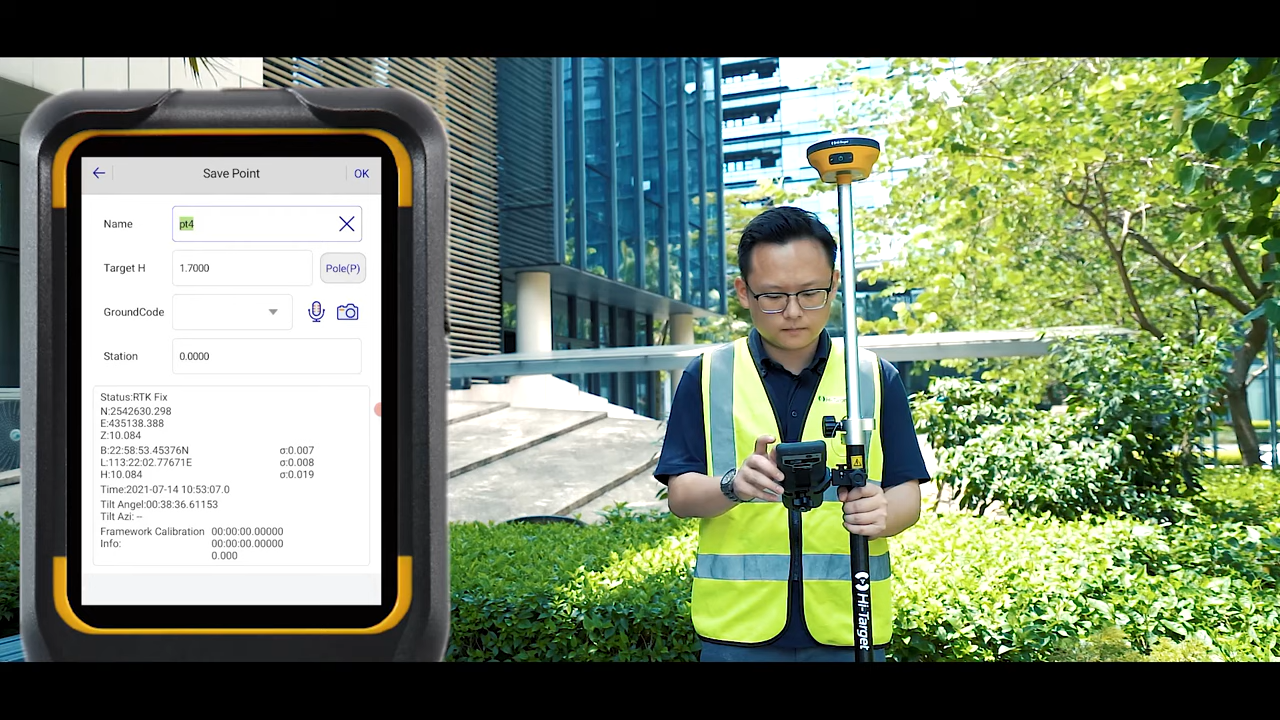 Save Point
OK
Name
pt4
Target H
1.7000
Pole(P)
GroundCode
Station
0.0000
Status:RTK Fix
N:2542630.298
E:435138.388
Z:10.084
B:22:58:53.45376N σ:0.007
L:113:22:02.77671E σ:0.008
H:10.084 σ:0.019
Time:2021-07-14 10:53:07.0
Tilt Angel:00:38:36.61153
Tilt Azi: --
Framework Calibration 00:00:00.00000
Info: 00:00:00.00000
0.000
Hi-Target